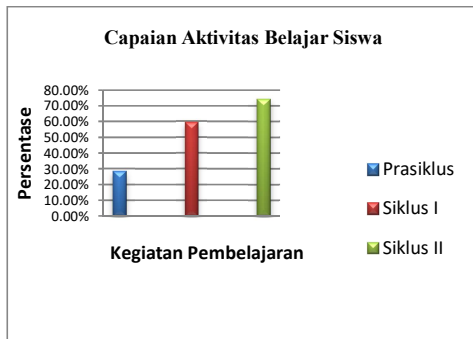 Capaian Aktivitas Belajar Siswa
80.00%
70.00%
60.00%
50.00%
40.00%
30.00%
20.00%
10.00%
0.00%
Persentase
Kegiatan Pembelajaran
Prasiklus
Siklus I
Siklus II